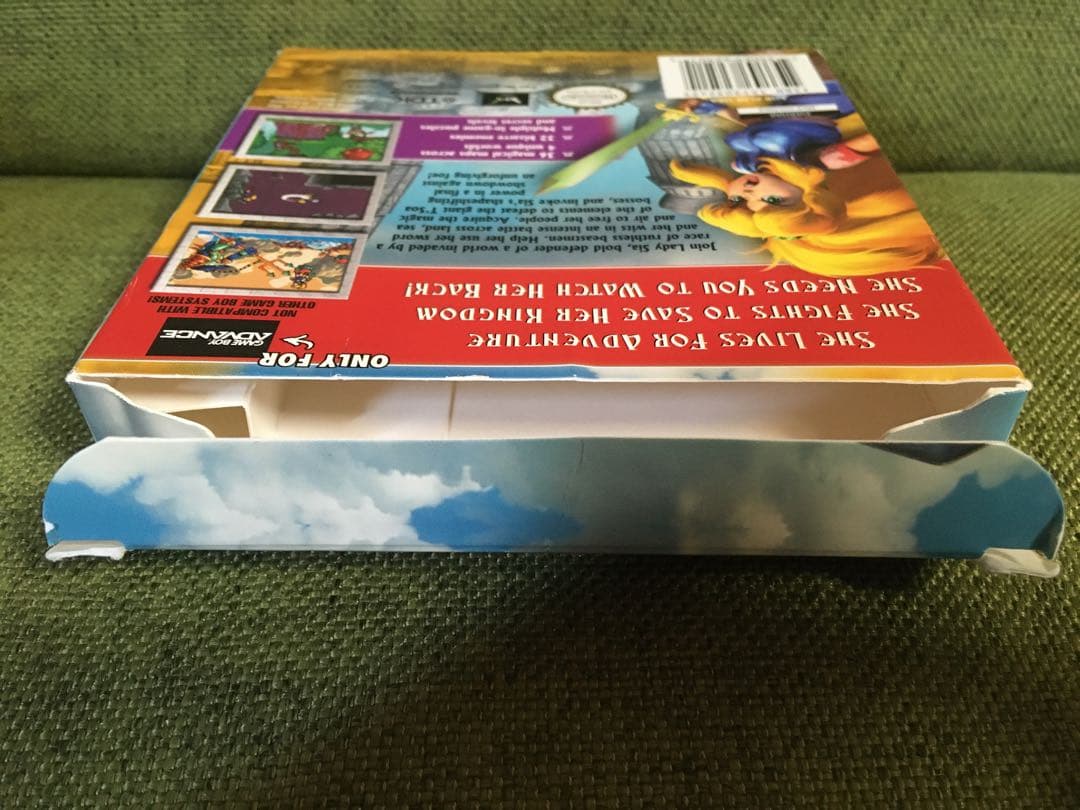 She Lives For Adventure
She Fights to Save Her Kingdom
She Needs You to Watch Her Back!
ONLY FOR
GAME BOY
ADVANCE
NOT COMPATIBLE WITH
OTHER GAME BOY SYSTEMS!
Join Lady Sia, bold defender of a world invaded by a
race of ruthless beastmen. Help her use her sword
and her wits in an intense battle across land, sea
and air to free her people. Acquire the magic
of the elements to defeat the giant T'Soa
bosses, and invoke Sia's shapeshifting
power in a final
showdown against
an unforgiving foe!
36 magical maps across
4 unique worlds
32 bizarre enemies
Multiple in-game puzzles
and secret levels
TDK